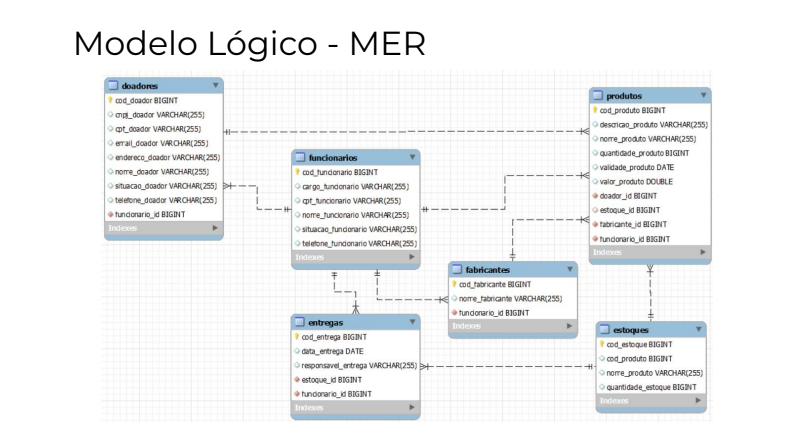 Modelo Lógico - MER
doadores
cod_doador BIGINT
cnpj_doador VARCHAR(255)
cpf_doador VARCHAR(255)
email_doador VARCHAR(255)
endereco_doador VARCHAR(255)
nome_doador VARCHAR(255)
situacao_doador VARCHAR(255)
telefone_doador VARCHAR(255)
funcionario_id BIGINT
Indexes
funcionarios
cod_funcionario BIGINT
cargo_funcionario VARCHAR(255)
cpf_funcionario VARCHAR(255)
nome_funcionario VARCHAR(255)
situacao_funcionario VARCHAR(255)
telefone_funcionario VARCHAR(255)
Indexes
produtos
cod_produto BIGINT
descricao_produto VARCHAR(255)
nome_produto VARCHAR(255)
quantidade_produto BIGINT
validade_produto DATE
valor_produto DOUBLE
doador_id BIGINT
estoque_id BIGINT
fabricante_id BIGINT
funcionario_id BIGINT
Indexes
fabricantes
cod_fabricante BIGINT
nome_fabricante VARCHAR(255)
funcionario_id BIGINT
Indexes
entregas
cod_entrega BIGINT
data_entrega DATE
responsavel_entrega VARCHAR(255)
estoque_id BIGINT
funcionario_id BIGINT
Indexes
estoques
cod_estoque BIGINT
cod_produto BIGINT
nome_produto VARCHAR(255)
quantidade_estoque BIGINT
Indexes